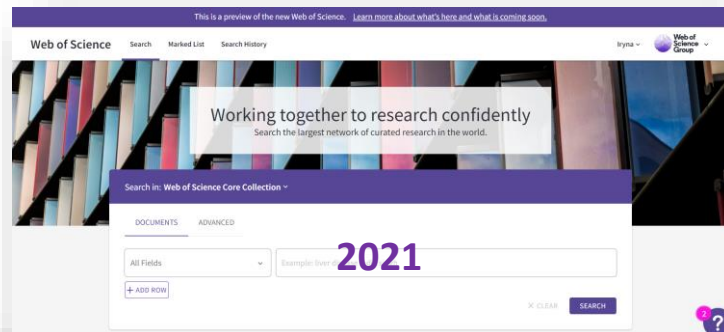 This is a preview of the new Web of Science. Learn more about what's here and what is coming soon.
Web of Science Search Marked List Search History Iryna Web of Science Group
Working together to research confidently
Search the largest network of curated research in the world.
Search in: Web of Science Core Collection
DOCUMENTS ADVANCED
All Fields Example: liver
2021
+ ADD ROW
× CLEAR SEARCH
2
?